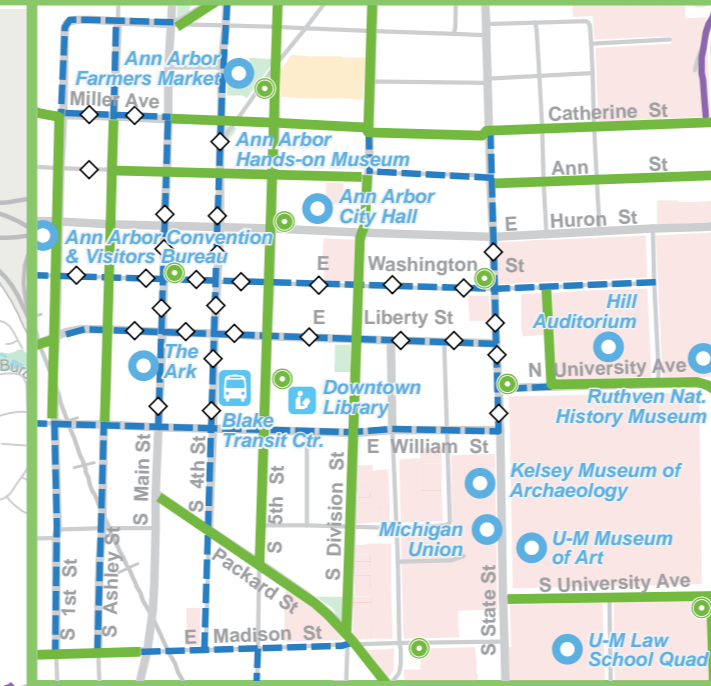 Ann Arbor
Farmers Market
Miller Ave
Catherine St
Ann Arbor
Hands-on Museum
Ann St
Ann Arbor
City Hall
E Huron St
Ann Arbor Convention
& Visitors Bureau
E Washington St
Hill
Auditorium
E Liberty St
The
Ark
N University Ave
Downtown
Library
Ruthven Nat.
History Museum
Blake
Transit Ctr.
E William St
S Main St
S 4th St
S 5th St
S Division St
Kelsey Museum of
Archaeology
Michigan
Union
U-M Museum
of Art
S 1st St
S Ashley St
Packard St
S State St
S University Ave
E Madison St
U-M Law
School Quad